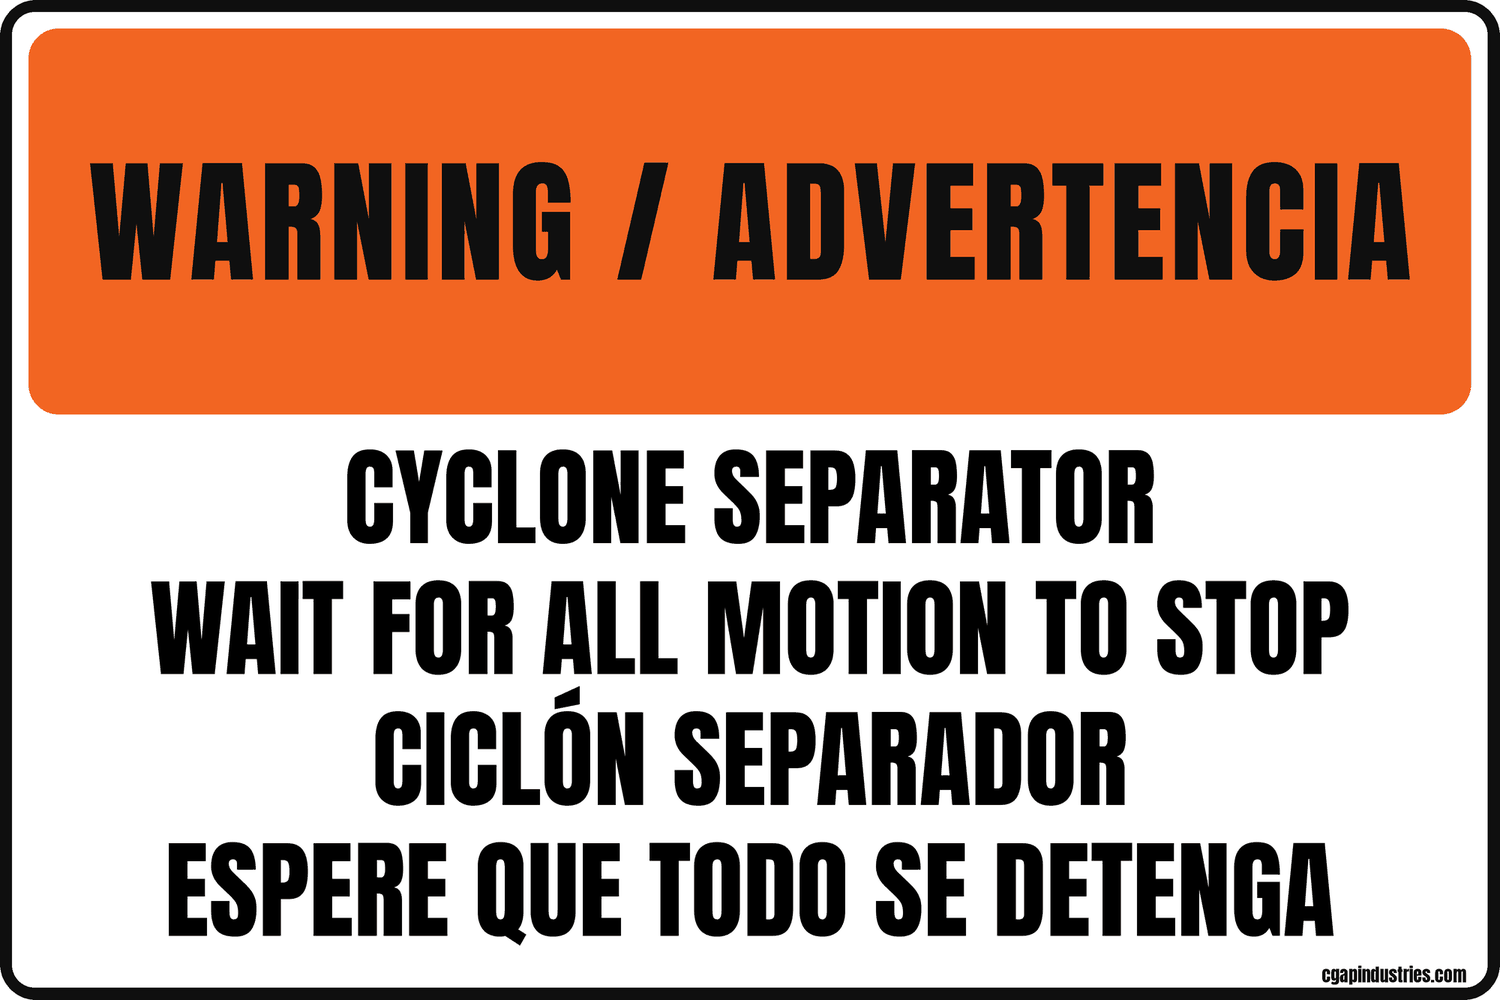 WARNING / ADVERTENCIA
CYCLONE SEPARATOR
WAIT FOR ALL MOTION TO STOP
CICLÓN SEPARADOR
ESPERE QUE TODO SE DETENGA
cgapindustries.com